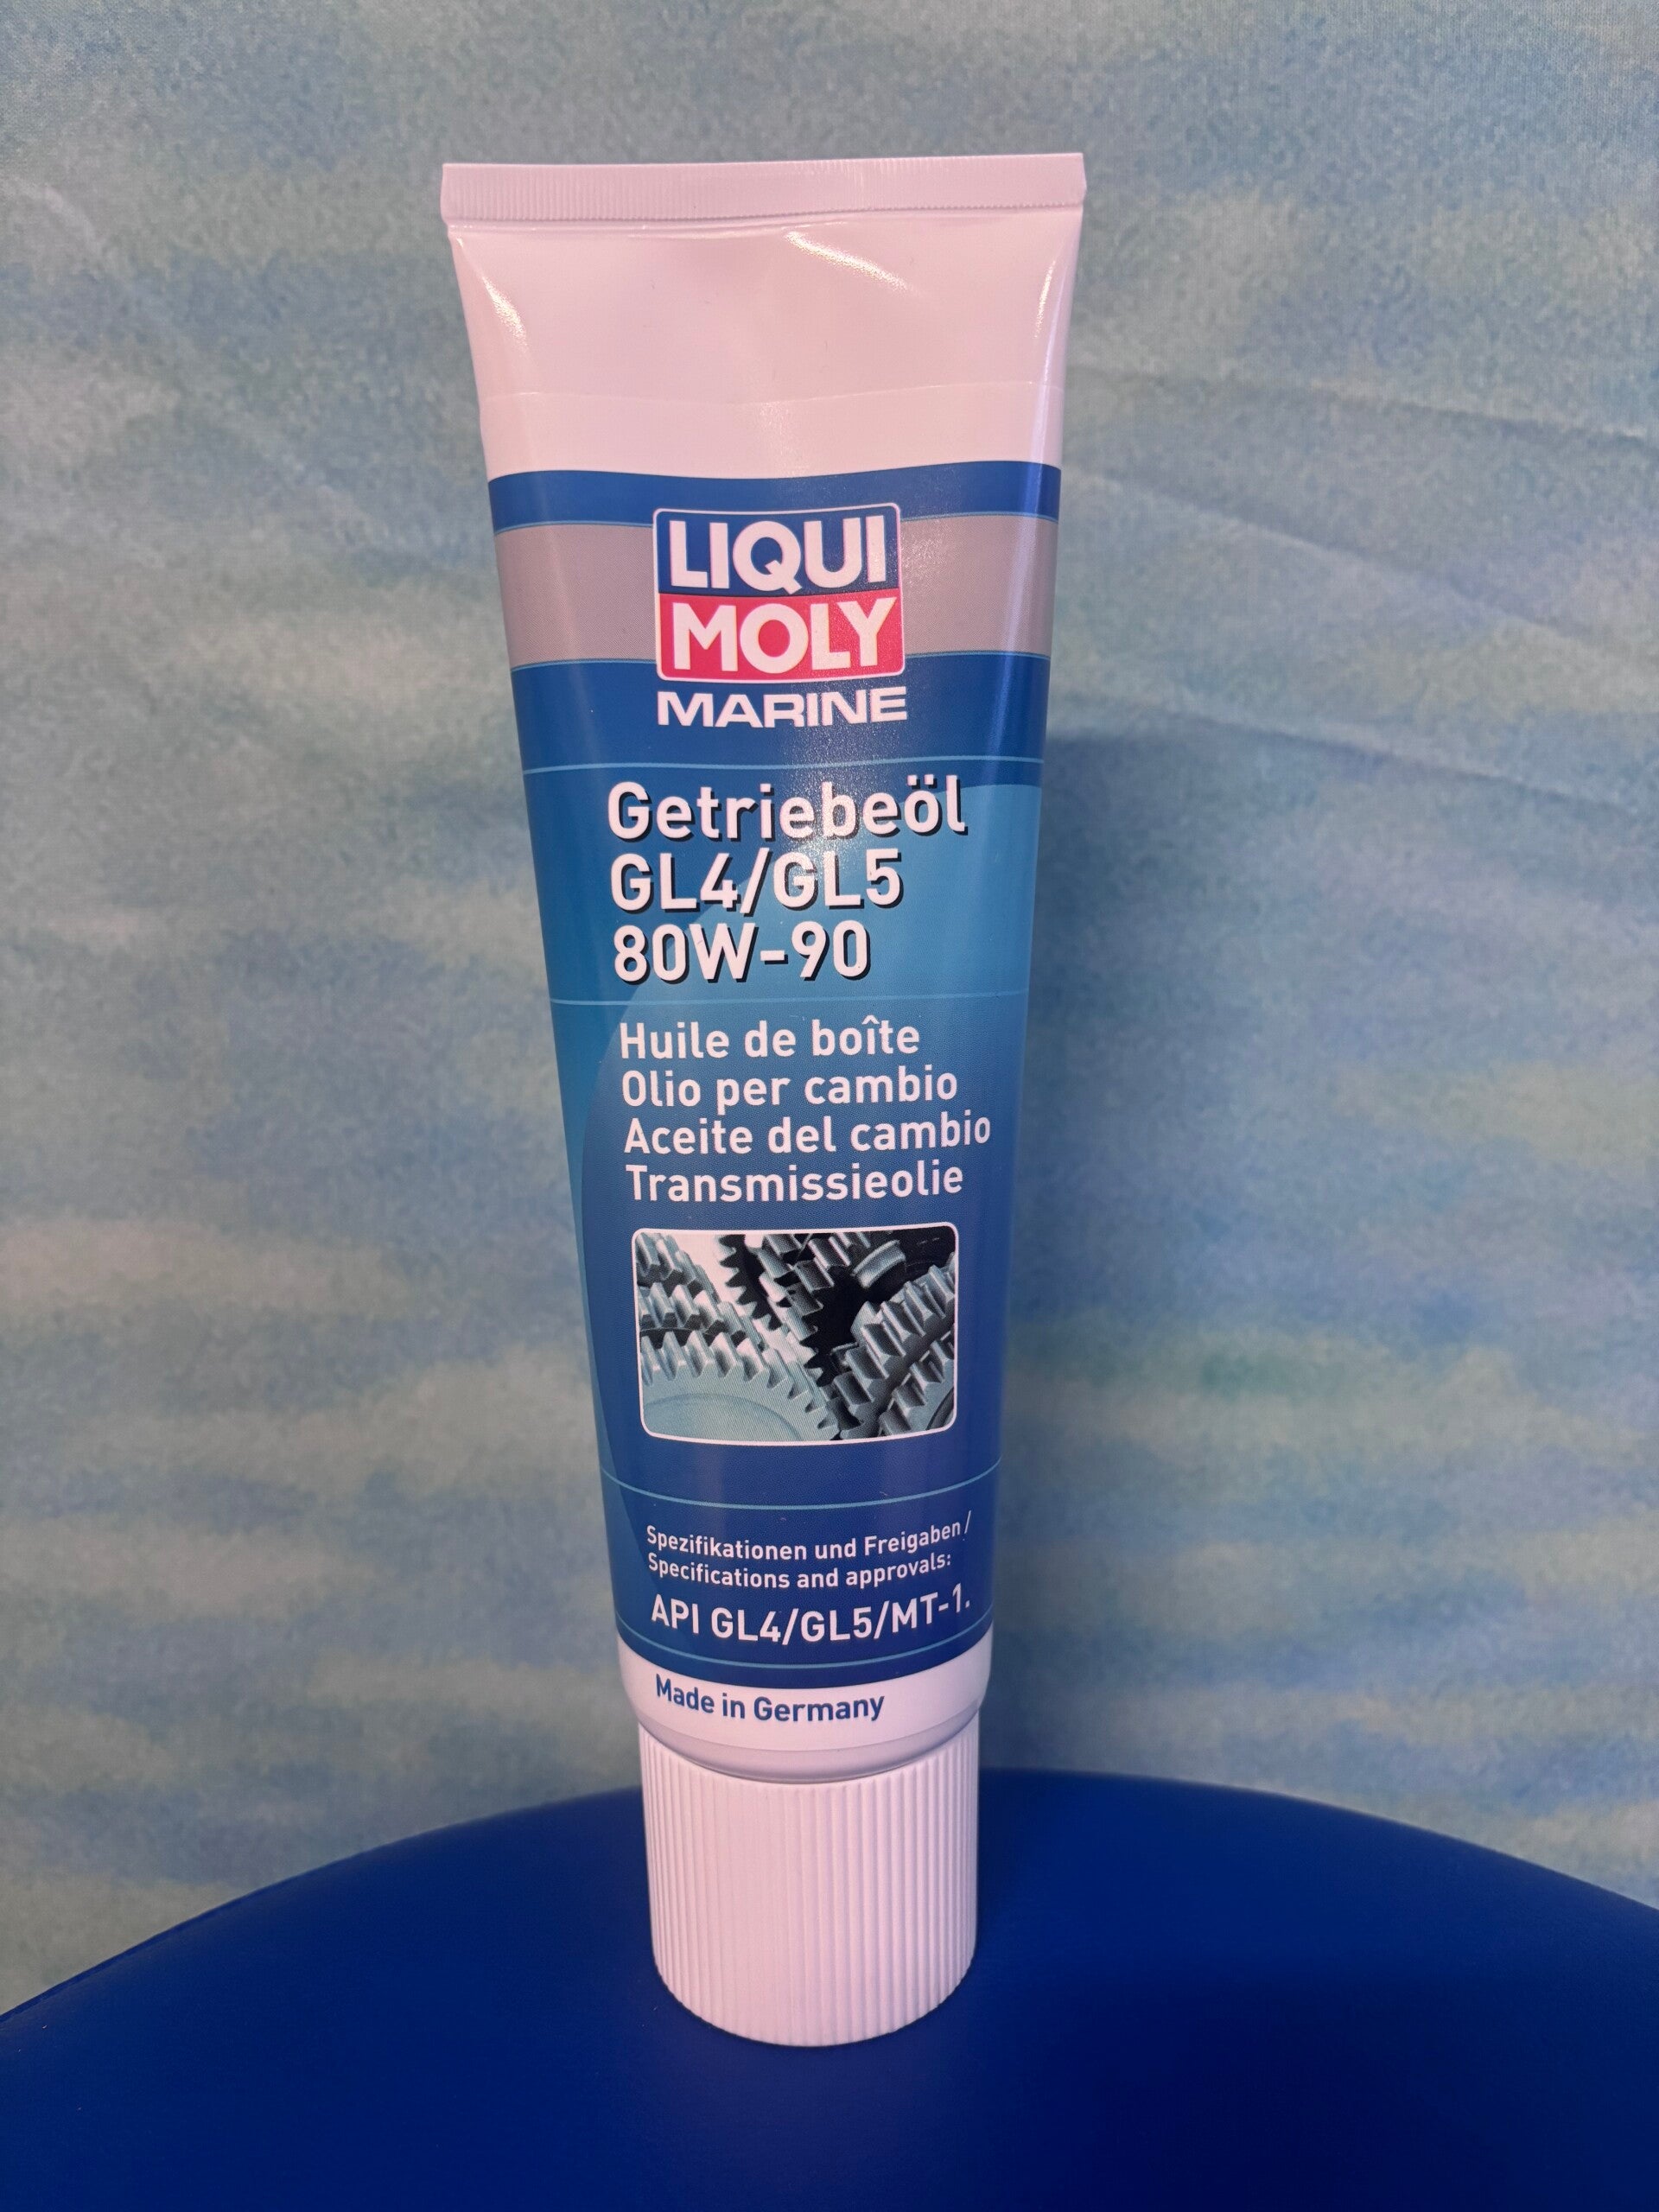 LIQUI
MOLY
MARINE
Getriebeöl
GL4/GL5
80W-90
Huile de boîte
Olio per cambio
Aceite del cambio
Transmissieolie
Spezifikationen und Freigaben /
Specifications and approvals:
API GL4/GL5/MT-1.
Made in Germany